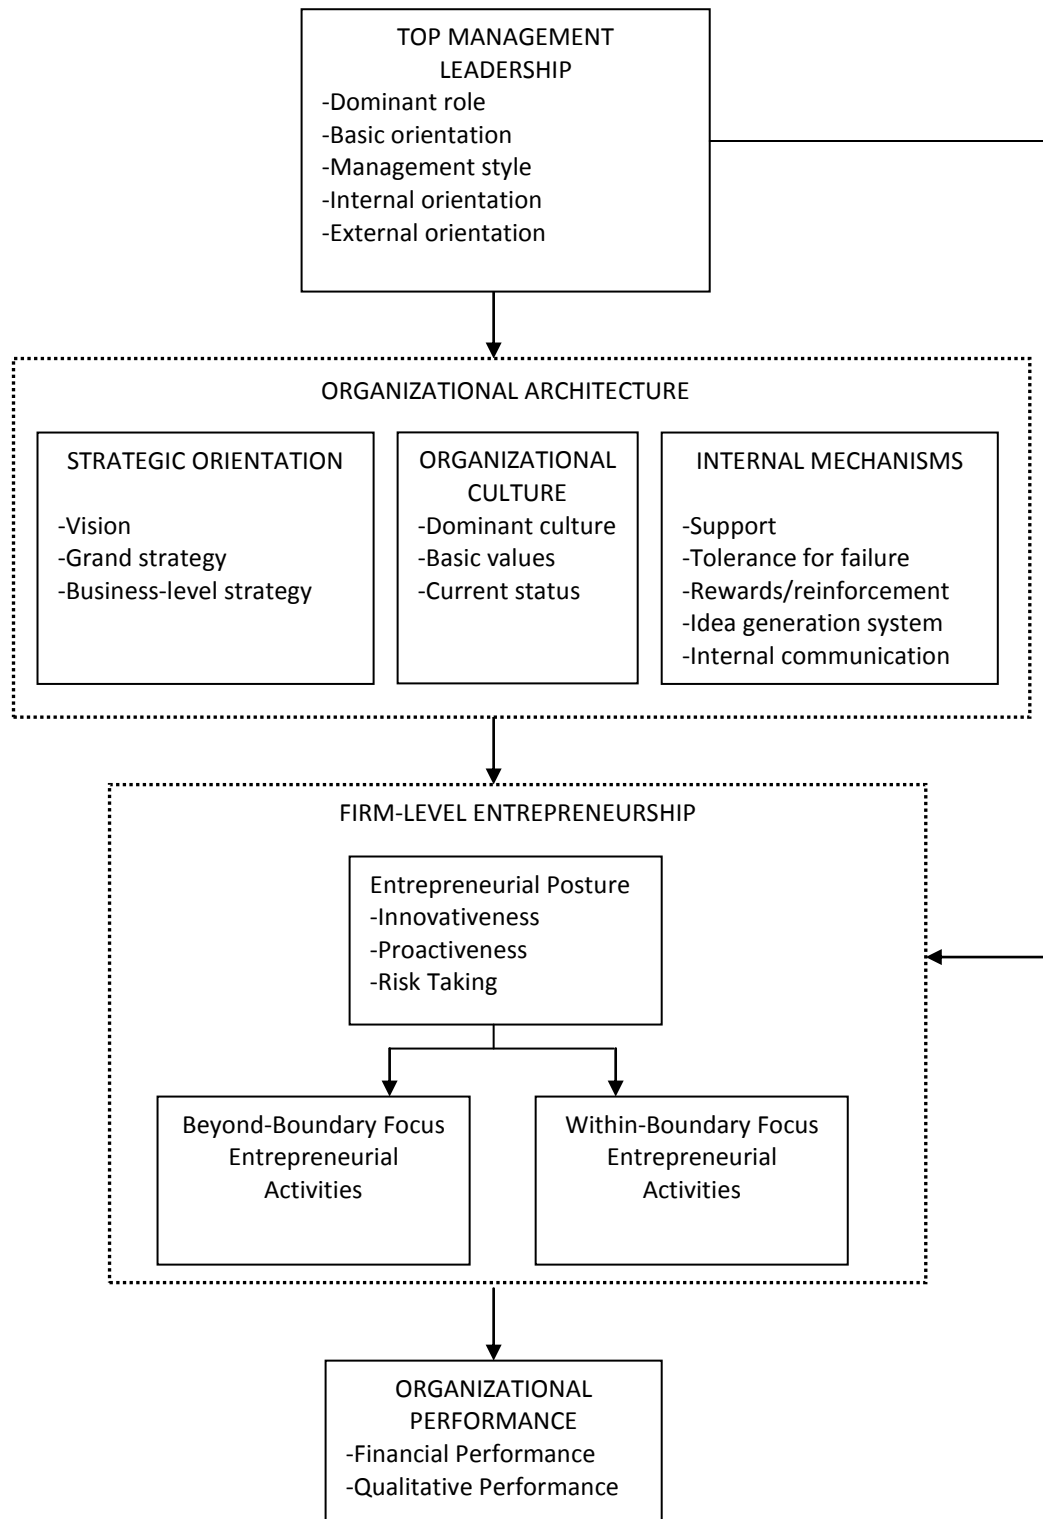 TOP MANAGEMENT
LEADERSHIP
-Dominant role
-Basic orientation
-Management style
-Internal orientation
-External orientation
ORGANIZATIONAL ARCHITECTURE
STRATEGIC ORIENTATION
-Vision
-Grand strategy
-Business-level strategy
ORGANIZATIONAL
CULTURE
-Dominant culture
-Basic values
-Current status
INTERNAL MECHANISMS
-Support
-Tolerance for failure
-Rewards/reinforcement
-Idea generation system
-Internal communication
FIRM-LEVEL ENTREPRENEURSHIP
Entrepreneurial Posture
-Innovativeness
-Proactiveness
-Risk Taking
Beyond-Boundary Focus
Entrepreneurial
Activities
Within-Boundary Focus
Entrepreneurial
Activities
ORGANIZATIONAL
PERFORMANCE
-Financial Performance
-Qualitative Performance